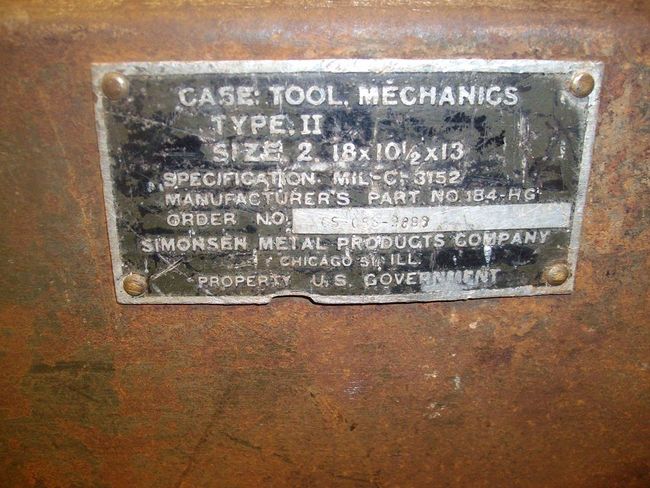 CASE: TOOL, MECHANICS
TYPE: II
SIZE 2. 18x10½x13
SPECIFICATION MIL-C-3152
MANUFACTURER'S PART NO. 184-HG
ORDER NO.
SIMONSEN METAL PRODUCTS COMPANY
CHICAGO ILL.
PROPERTY U.S. GOVERNMENT